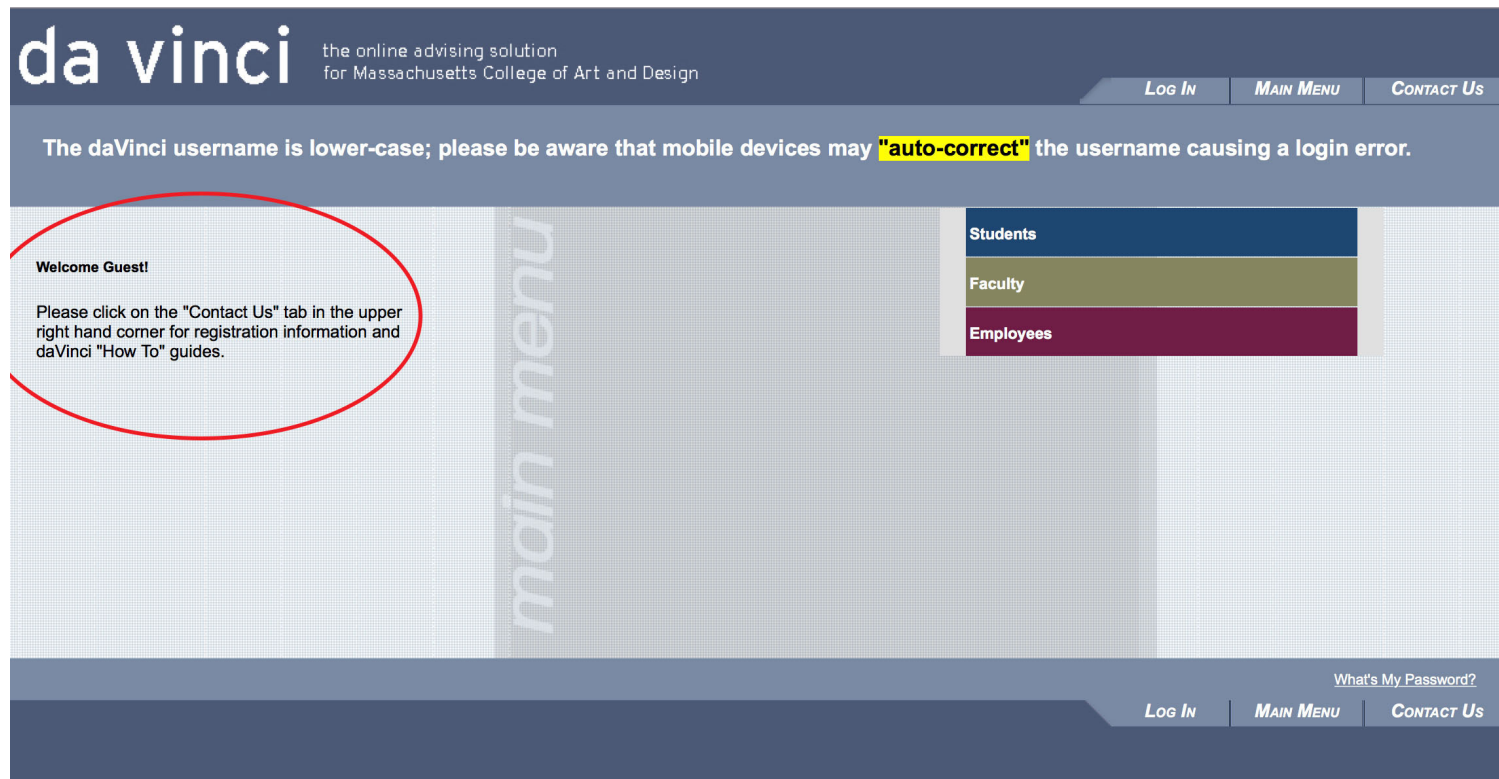 da vinci
the online advising solution
for Massachusetts College of Art and Design
LOG IN
MAIN MENU
CONTACT US
The daVinci username is lower-case; please be aware that mobile devices may "auto-correct" the username causing a login error.
Welcome Guest!
Please click on the "Contact Us" tab in the upper
right hand corner for registration information and
daVinci "How To" guides.
main menu
Students
Faculty
Employees
What's My Password?
LOG IN
MAIN MENU
CONTACT US